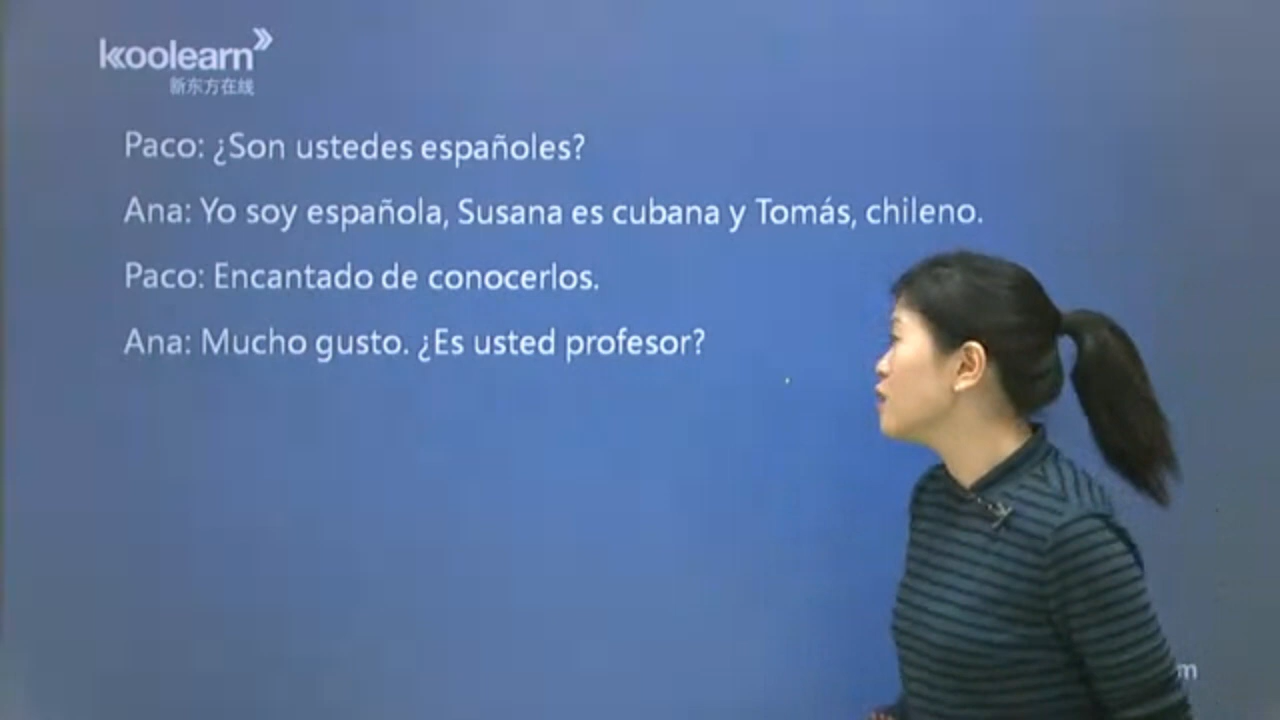 koolearn
新东方在线
Paco: ¿Son ustedes españoles?
Ana: Yo soy española, Susana es cubana y Tomás, chileno.
Paco: Encantado de conocerlos.
Ana: Mucho gusto. ¿Es usted profesor?
m